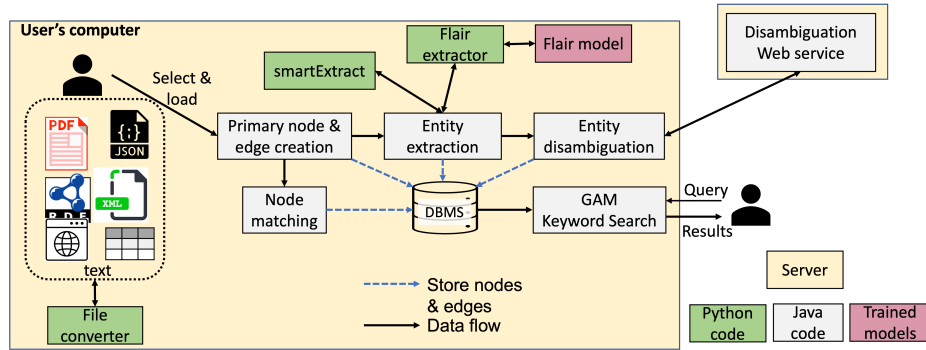 User's computer
Flair
extractor
Flair model
Disambiguation
Web service
smartExtract
Select &
load
PDF
{;}
JSON
Primary node &
edge creation
Entity
extraction
Entity
disambiguation
XML
Node
matching
DBMS
GAM
Keyword Search
Query
Results
text
Server
Store nodes
& edges
Data flow
File
converter
Python
code
Java
code
Trained
models